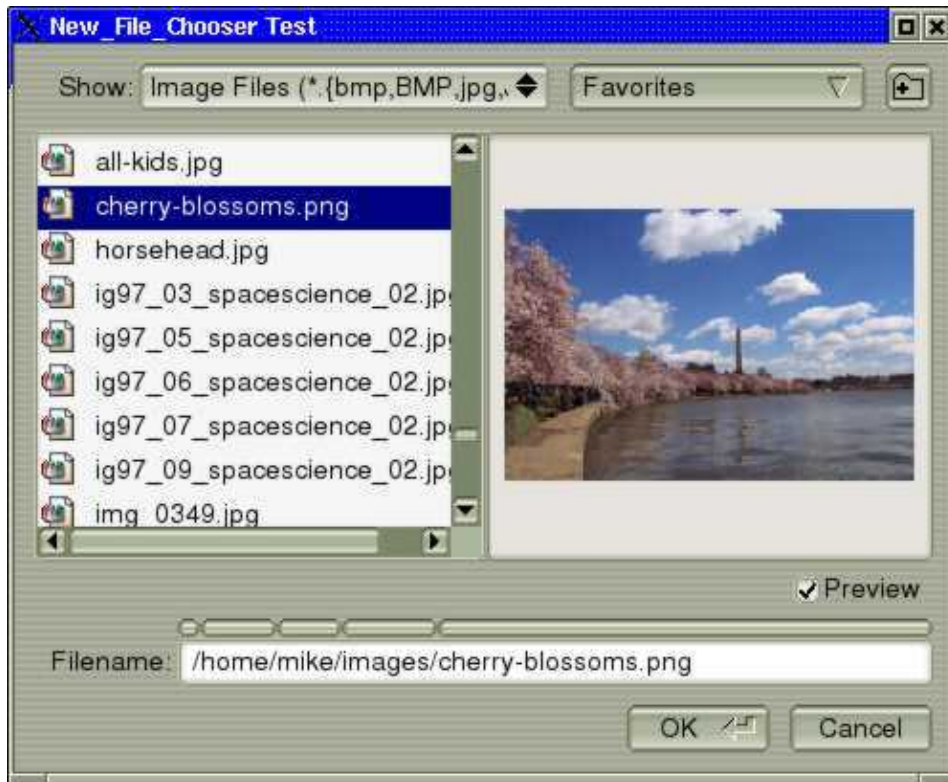 New_File_Chooser Test
Show: Image Files (*.{bmp,BMP,jpg, Favorites
all-kids.jpg
cherry-blossoms.png
horsehead.jpg
ig97_03_spacescience_02.jp
ig97_05_spacescience_02.jp
ig97_06_spacescience_02.jp
ig97_07_spacescience_02.jp
ig97_09_spacescience_02.jp
img_0349.jpg
Preview
Filename: /home/mike/images/cherry-blossoms.png
OK Cancel